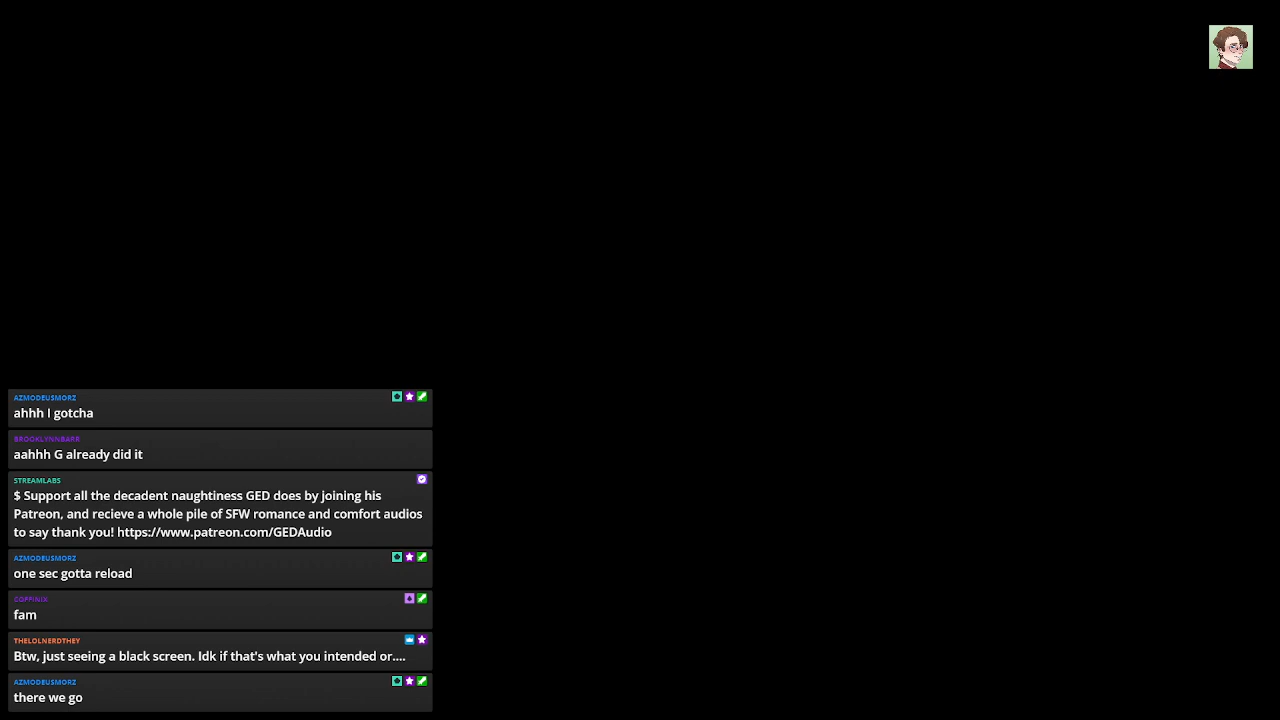 AZMODEUSMORZ
ahhh I gotcha
BROOKLYNNBARR
aahhh G already did it
STREAMLABS
$ Support all the decadent naughtiness GED does by joining his
Patreon, and recieve a whole pile of SFW romance and comfort audios
to say thank you! https://www.patreon.com/GEDAudio
AZMODEUSMORZ
one sec gotta reload
COFFINIX
fam
THELOLNERDTHEY
Btw, just seeing a black screen. Idk if that's what you intended or....
AZMODEUSMORZ
there we go